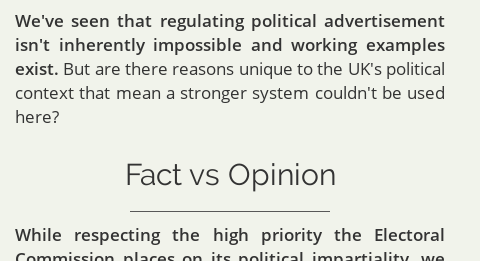 We've seen that regulating political advertisement
isn't inherently impossible and working examples
exist. But are there reasons unique to the UK's political
context that mean a stronger system couldn't be used
here?
Fact vs Opinion
While respecting the high priority the Electoral
Commission places on its political impartiality, we